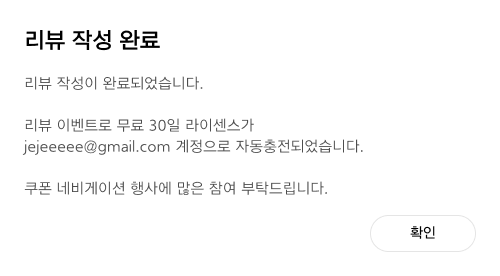 리뷰 작성 완료
리뷰 작성이 완료되었습니다.
리뷰 이벤트로 무료 30일 라이센스가
jejeeeee@gmail.com 계정으로 자동충전되었습니다.
쿠폰 네비게이션 행사에 많은 참여 부탁드립니다.
확인